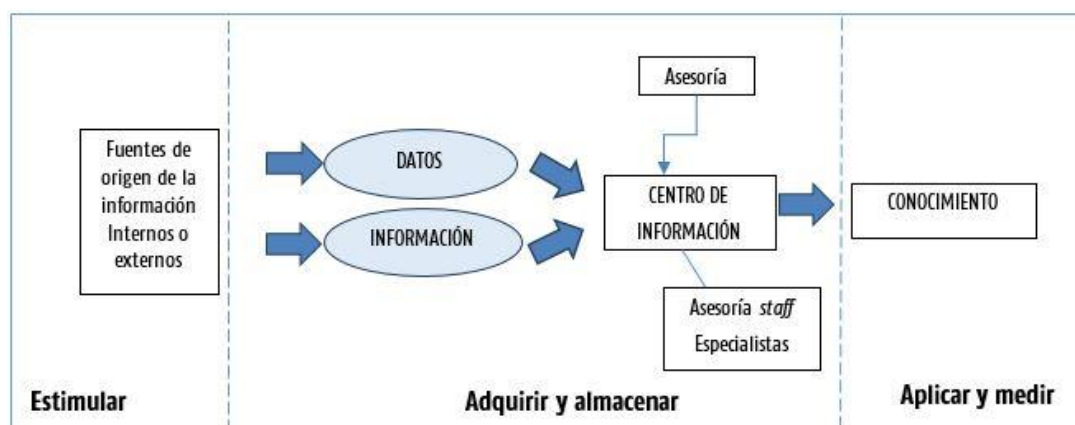 Asesoría
Fuentes de
origen de la
información
Internos o
externos
DATOS
INFORMACIÓN
CENTRO DE
INFORMACIÓN
CONOCIMIENTO
Asesoría staff
Especialistas
Estimular
Adquirir y almacenar
Aplicar y medir